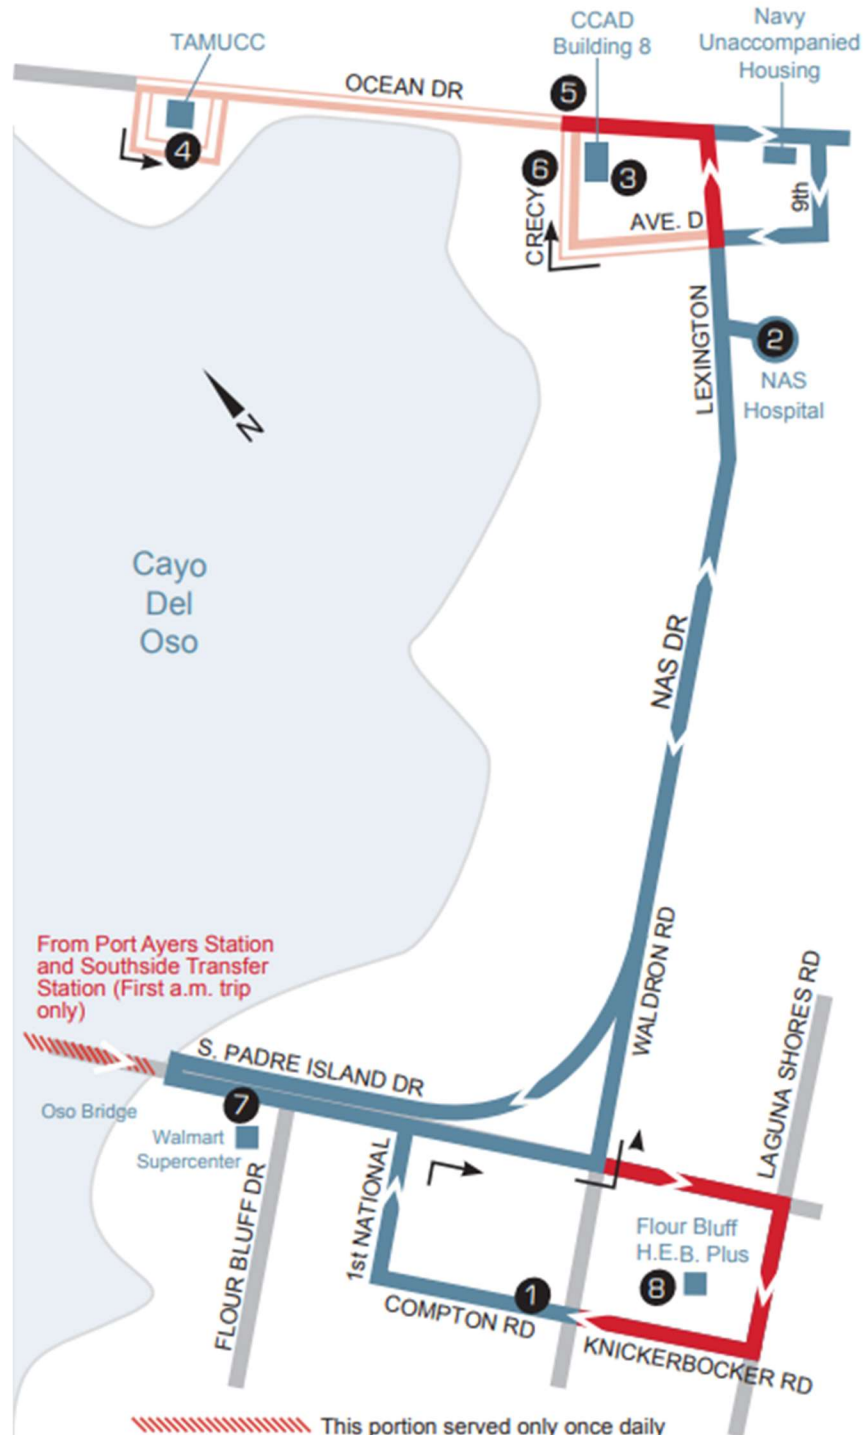 TAMUCC
CCAD
Building 8
Navy
Unaccompanied
Housing
OCEAN DR
5
4
6
3
CRECY
AVE. D
9th
LEXINGTON
2
NAS
Hospital
N
Cayo
Del
Oso
NAS DR
From Port Ayers Station
and Southside Transfer
Station (First a.m. trip
only)
WALDRON RD
LAGUNA SHORES RD
S. PADRE ISLAND DR
Oso Bridge
7
Walmart
Supercenter
FLOUR BLUFF DR
1st NATIONAL
Flour Bluff
H.E.B. Plus
8
1
COMPTON RD
KNICKERBOCKER RD
This portion served only once daily